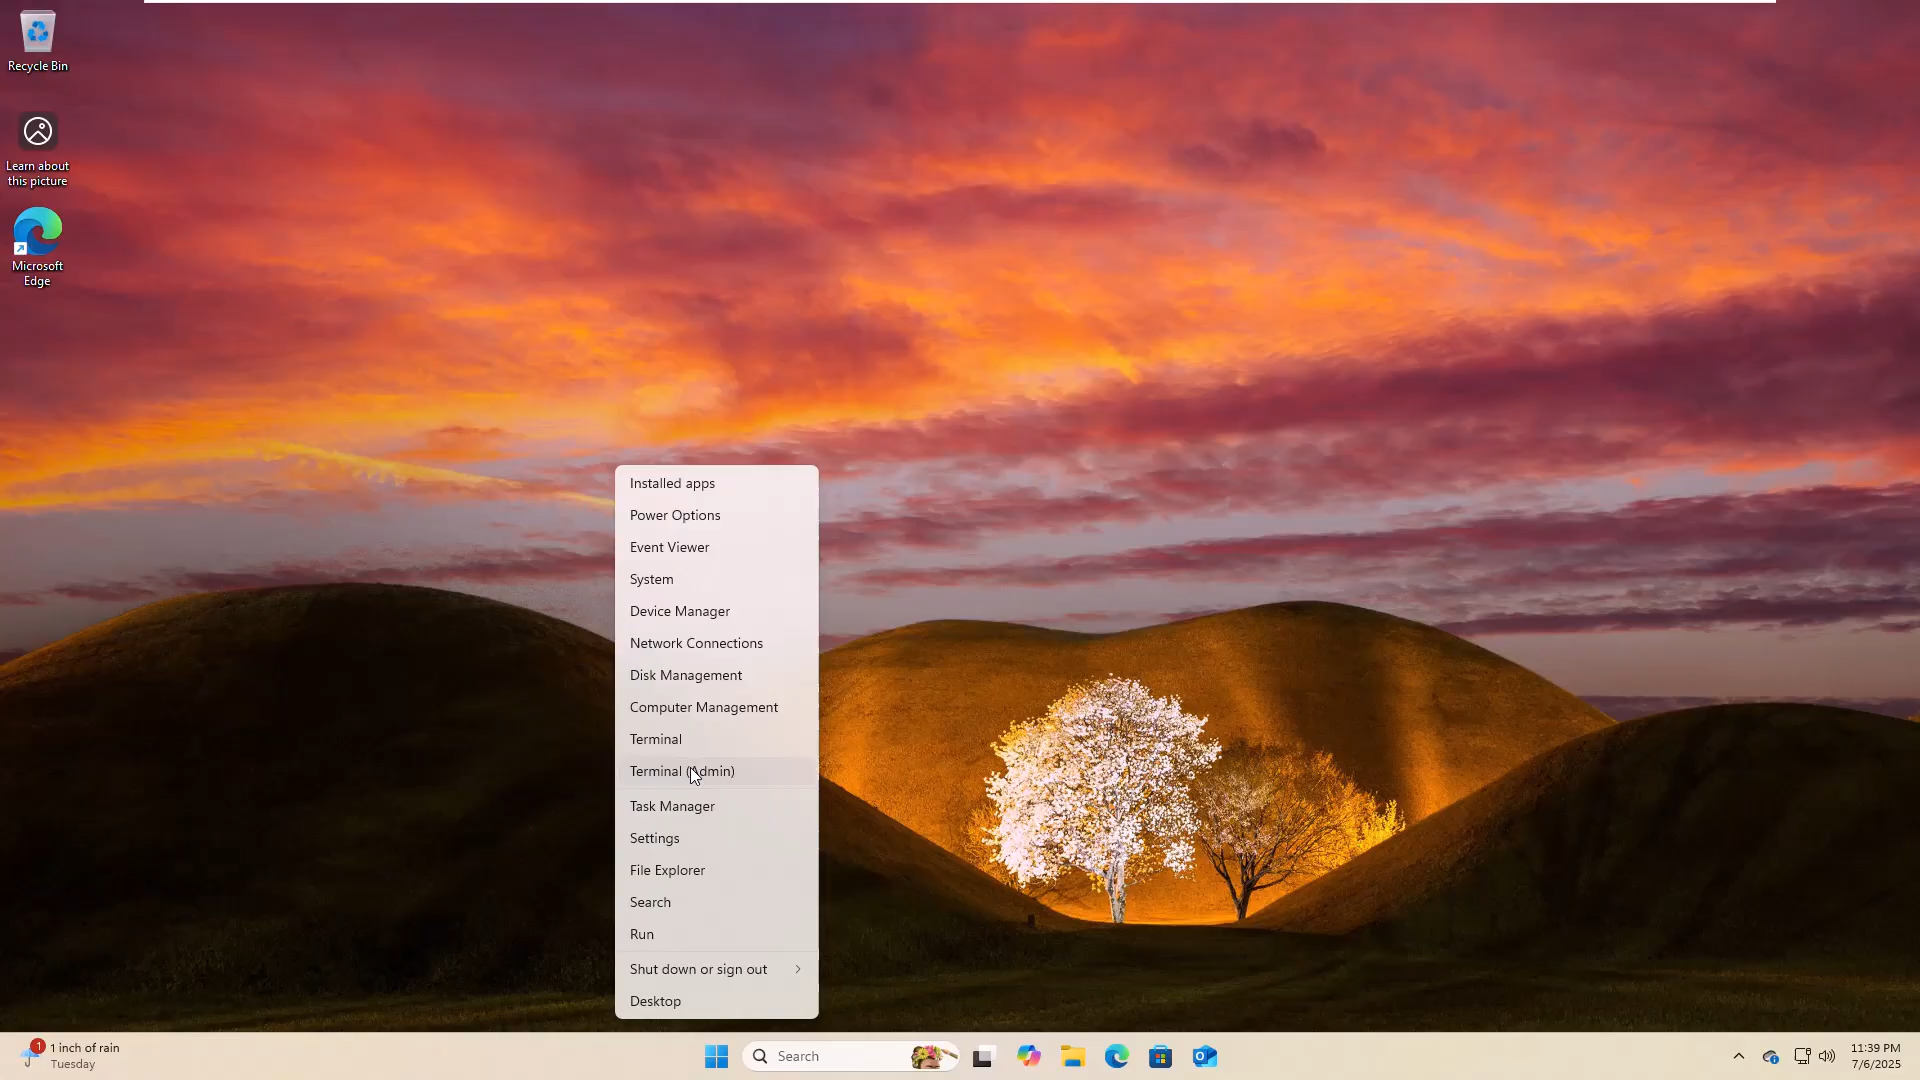 Recycle Bin
Learn about
this picture
Microsoft
Edge
Installed apps
Power Options
Event Viewer
System
Device Manager
Network Connections
Disk Management
Computer Management
Terminal
Terminal (Admin)
Task Manager
Settings
File Explorer
Search
Run
Shut down or sign out
Desktop
1
1 inch of rain
Tuesday
Search
11:39 PM
7/6/2025